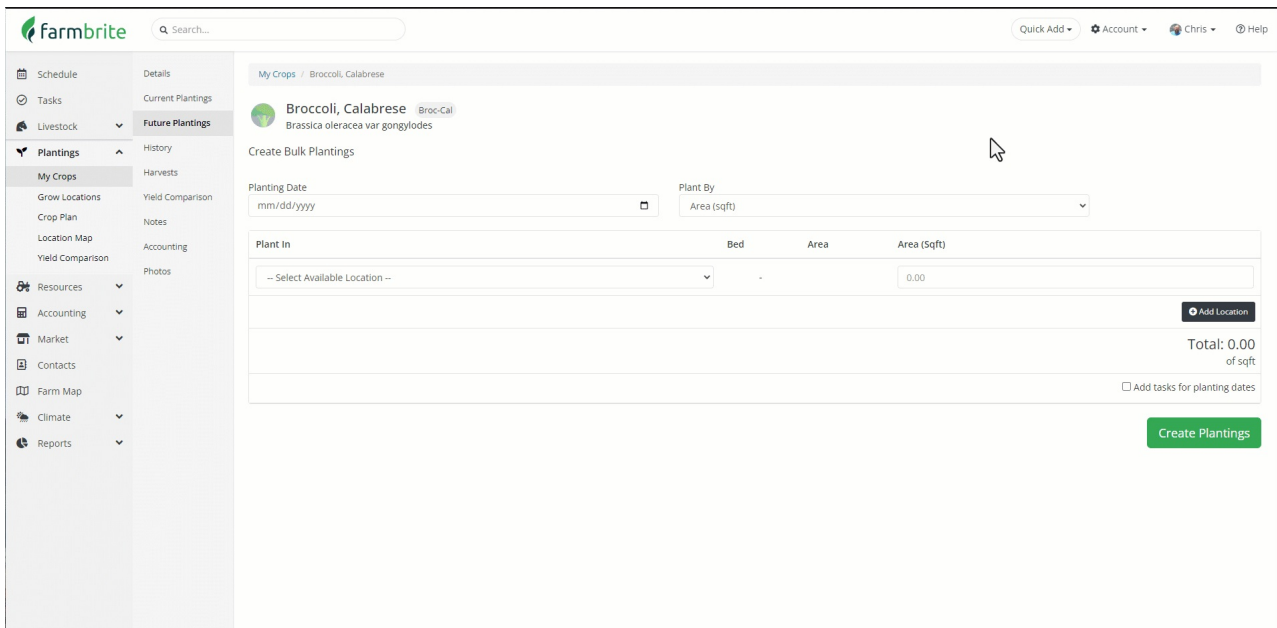 farmbrite
Search...
Quick Add
Account
Chris
Help
Schedule
Tasks
Livestock
Plantings
My Crops
Grow Locations
Crop Plan
Location Map
Yield Comparison
Resources
Accounting
Market
Contacts
Farm Map
Climate
Reports
Details
Current Plantings
Future Plantings
History
Harvests
Yield Comparison
Notes
Accounting
Photos
My Crops / Broccoli, Calabrese
Broccoli, Calabrese Broc-Cal
Brassica oleracea var gongylodes
Create Bulk Plantings
Planting Date
mm/dd/yyyy
Plant By
Area (sqft)
Plant In Bed Area Area (Sqft)
-- Select Available Location -- - 0.00
Add Location
Total: 0.00
of sqft
Add tasks for planting dates
Create Plantings